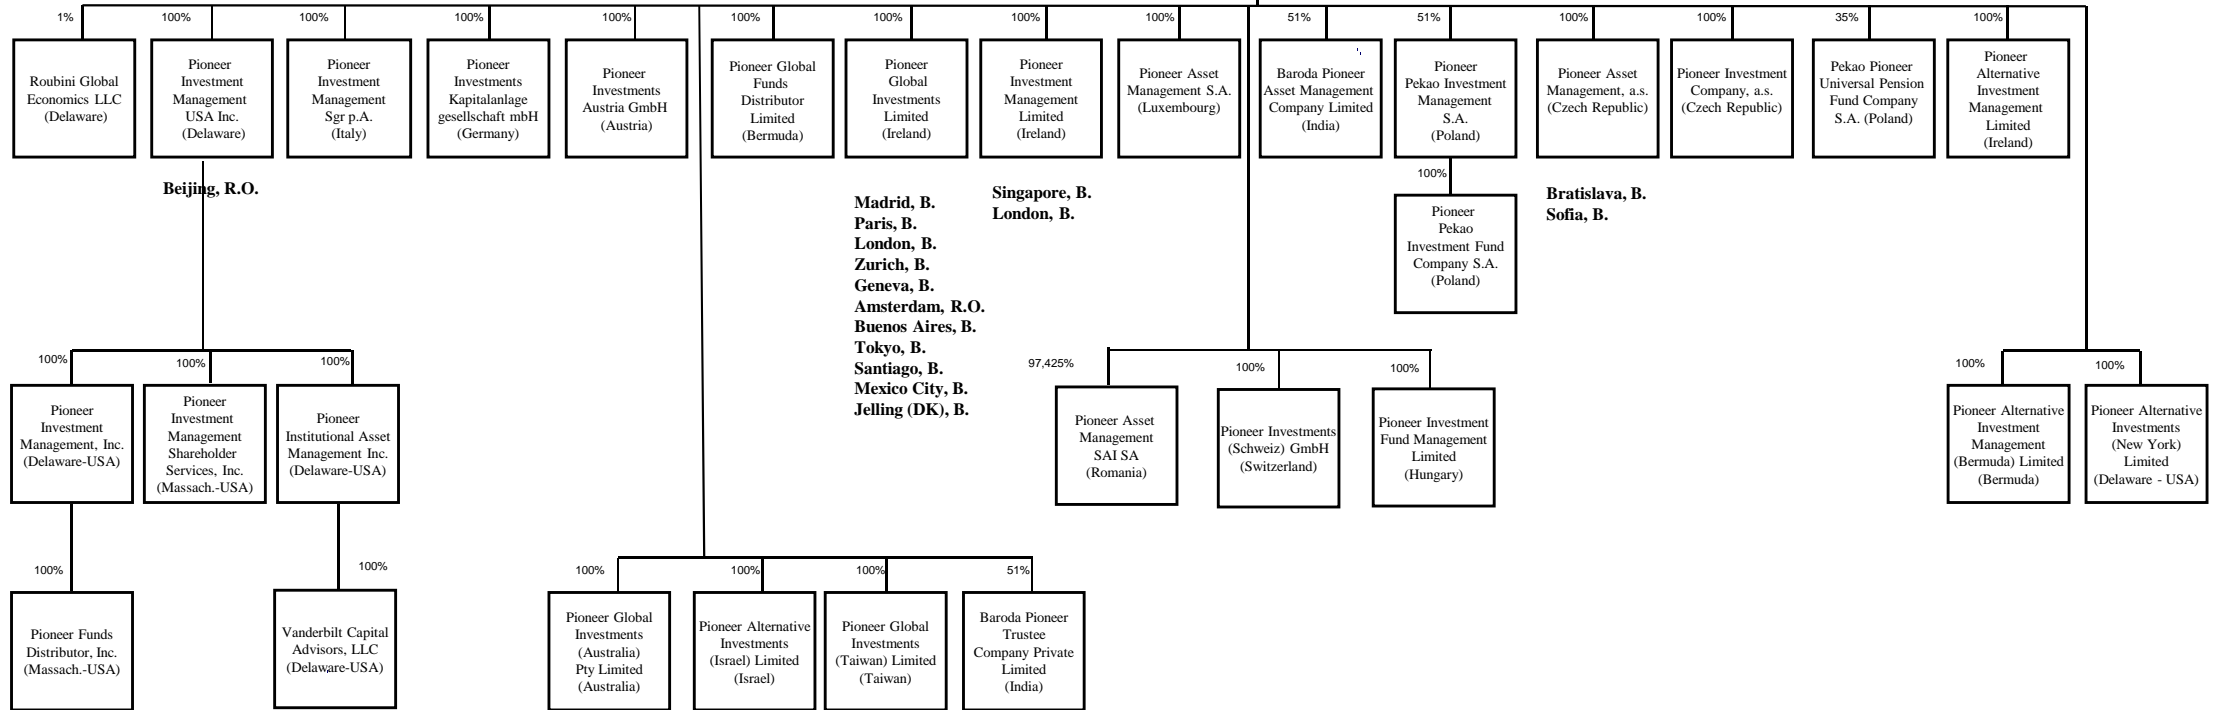 1%
100%
100%
100%
100%
100%
100%
100%
100%
51%
51%
100%
100%
35%
100%
Roubini Global
Economics LLC
(Delaware)
Pioneer
Investment
Management
USA Inc.
(Delaware)
Pioneer
Investment
Management
Sgr p.A.
(Italy)
Pioneer
Investments
Kapitalanlage
gesellschaft mbH
(Germany)
Pioneer
Investments
Austria GmbH
(Austria)
Pioneer Global
Funds
Distributor
Limited
(Bermuda)
Pioneer
Global
Investments
Limited
(Ireland)
Pioneer
Investment
Management
Limited
(Ireland)
Pioneer Asset
Management S.A.
(Luxembourg)
Baroda Pioneer
Asset Management
Company Limited
(India)
Pioneer
Pekao Investment
Management
S.A.
(Poland)
Pioneer Asset
Management, a.s.
(Czech Republic)
Pioneer Investment
Company, a.s.
(Czech Republic)
Pekao Pioneer
Universal Pension
Fund Company
S.A. (Poland)
Pioneer
Alternative
Investment
Management
Limited
(Ireland)
Beijing, R.O.
Madrid, B.
Paris, B.
London, B.
Zurich, B.
Geneva, B.
Amsterdam, R.O.
Buenos Aires, B.
Tokyo, B.
Santiago, B.
Mexico City, B.
Jelling (DK), B.
Singapore, B.
London, B.
100%
Pioneer
Pekao
Investment Fund
Company S.A.
(Poland)
Bratislava, B.
Sofia, B.
100%
100%
100%
97,425%
100%
100%
100%
100%
Pioneer
Investment
Management, Inc.
(Delaware-USA)
Pioneer
Investment
Management
Shareholder
Services, Inc.
(Massach.-USA)
Pioneer
Institutional Asset
Management Inc.
(Delaware-USA)
Pioneer Asset
Management
SAI SA
(Romania)
Pioneer Investments
(Schweiz) GmbH
(Switzerland)
Pioneer Investment
Fund Management
Limited
(Hungary)
Pioneer Alternative
Investment
Management
(Bermuda) Limited
(Bermuda)
Pioneer Alternative
Investments
(New York)
Limited
(Delaware - USA)
100%
100%
100%
100%
100%
51%
Pioneer Funds
Distributor, Inc.
(Massach.-USA)
Vanderbilt Capital
Advisors, LLC
(Delaware-USA)
Pioneer Global
Investments
(Australia)
Pty Limited
(Australia)
Pioneer Alternative
Investments
(Israel) Limited
(Israel)
Pioneer Global
Investments
(Taiwan) Limited
(Taiwan)
Baroda Pioneer
Trustee
Company Private
Limited
(India)